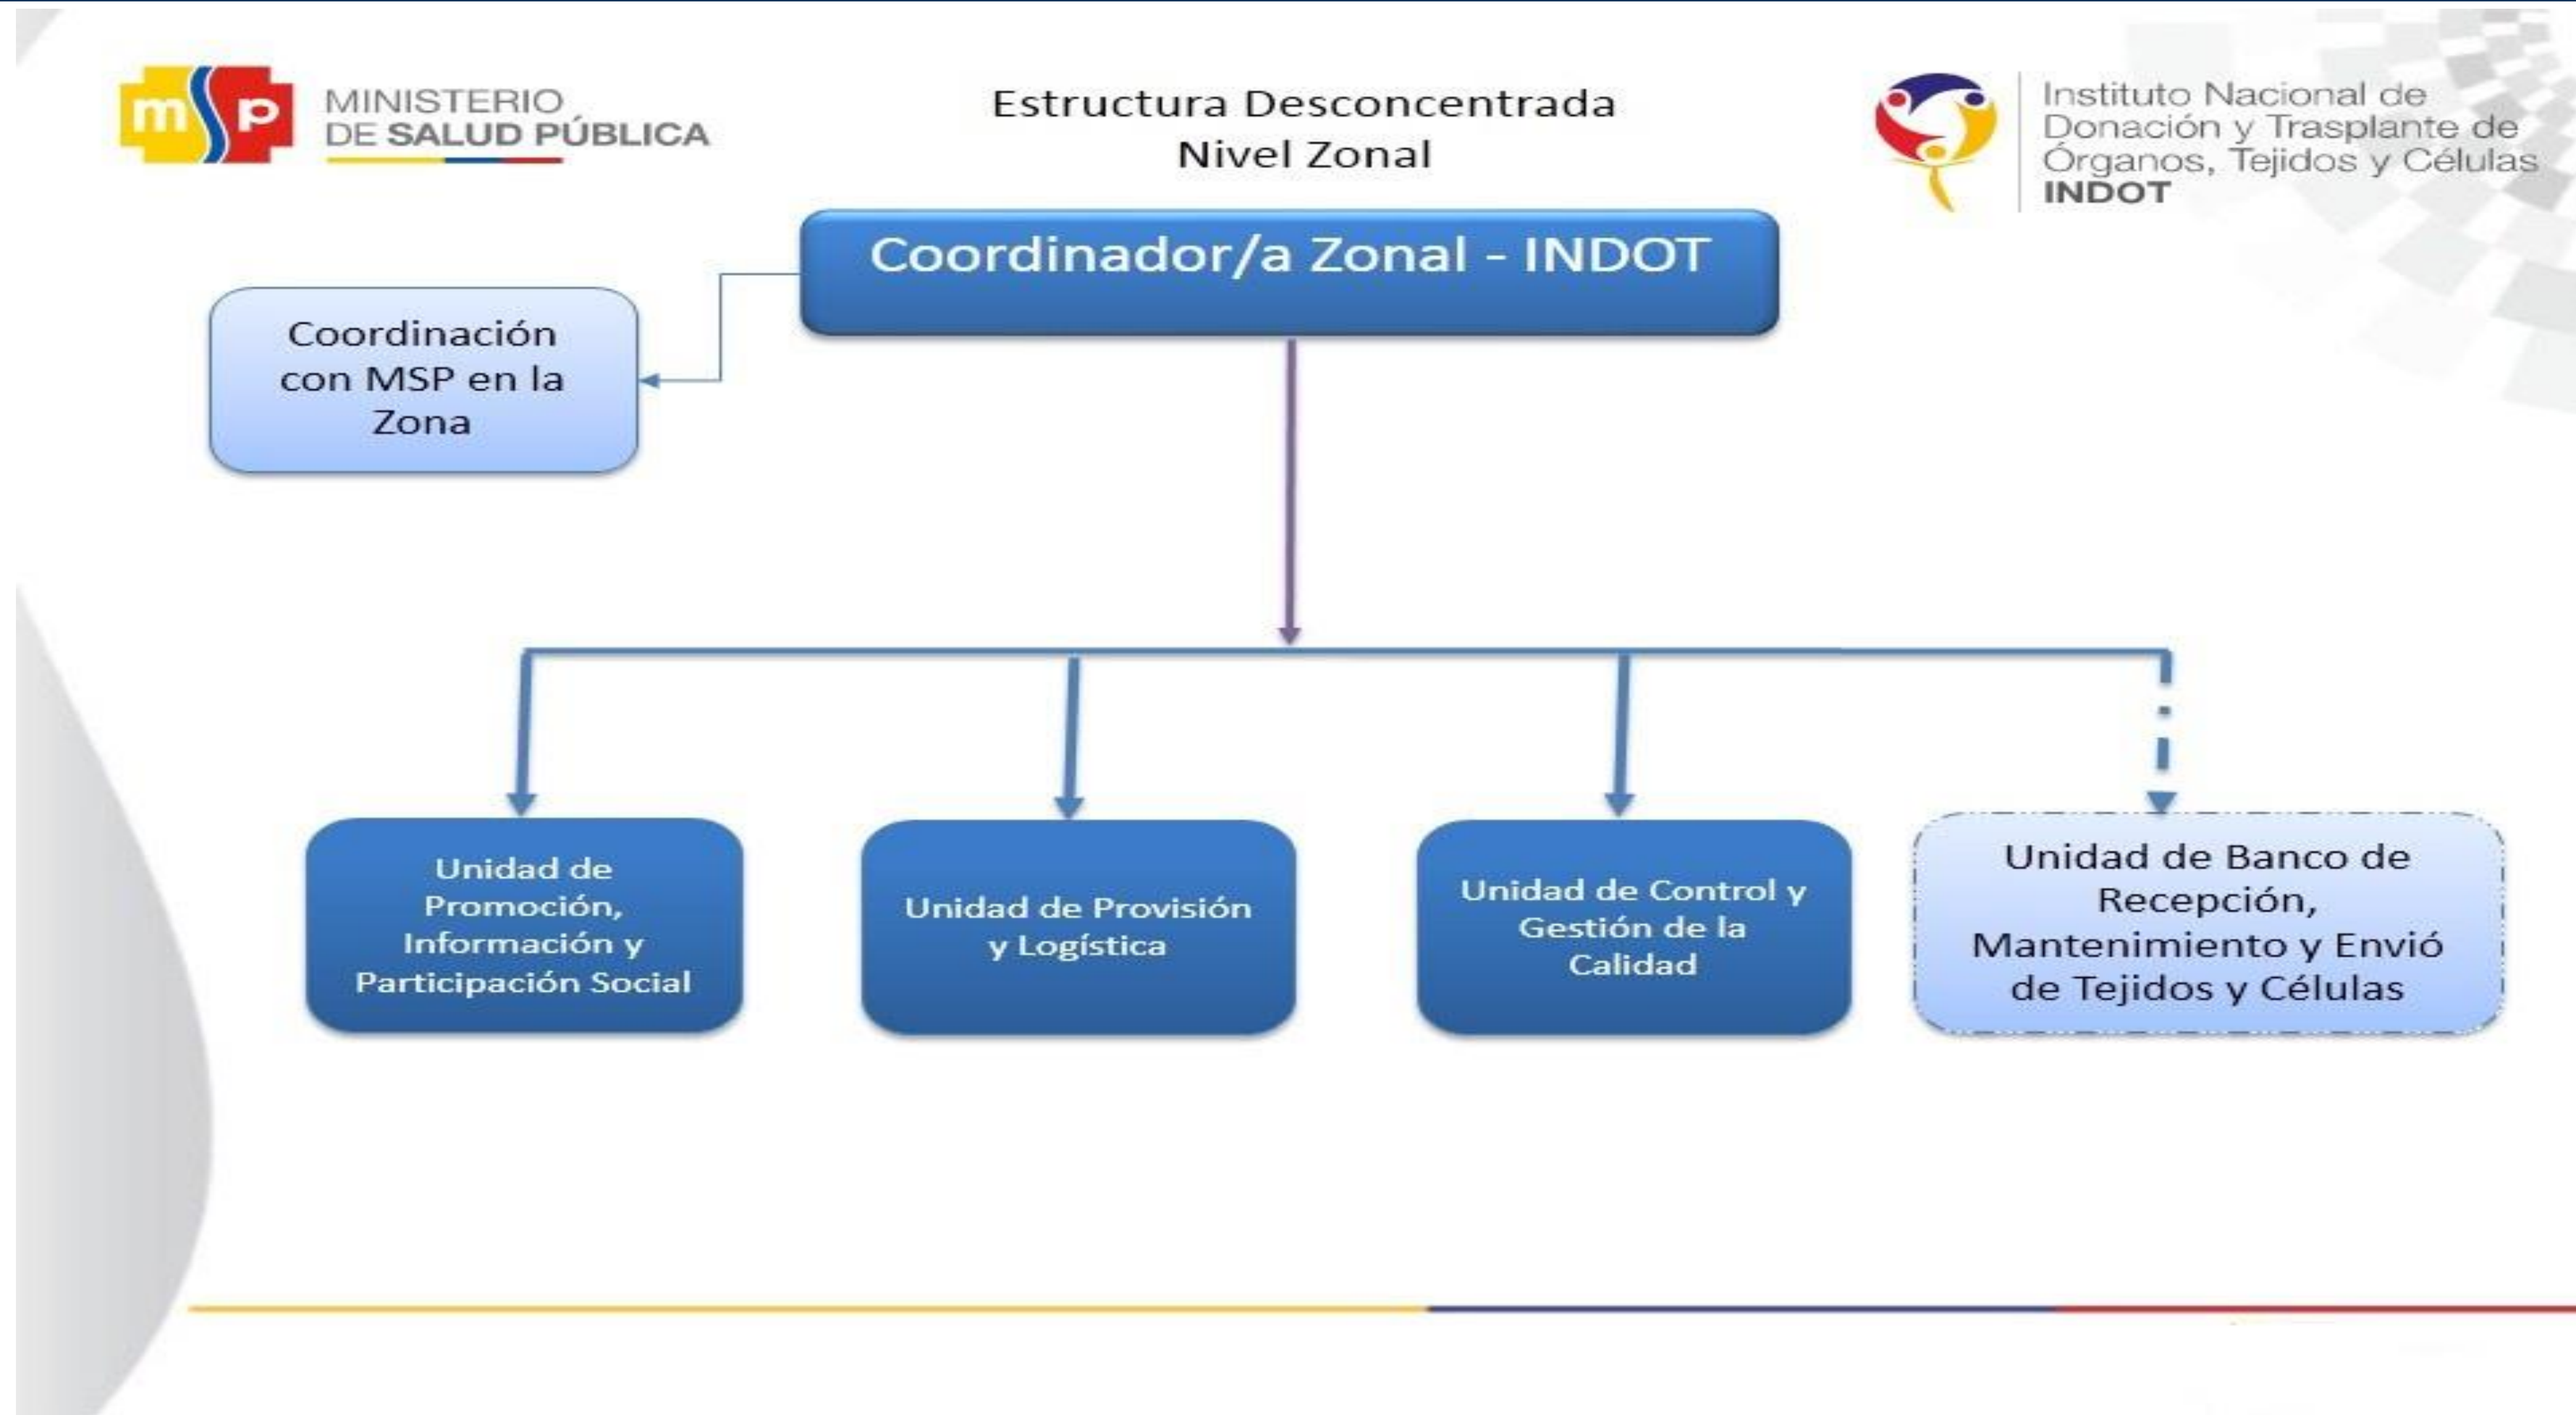 msp
MINISTERIO
DE SALUD PÚBLICA
Estructura Desconcentrada
Nivel Zonal
Instituto Nacional de
Donación y Trasplante de
Órganos, Tejidos y Células
INDOT
Coordinador/a Zonal - INDOT
Coordinación
con MSP en la
Zona
Unidad de
Promoción,
Información y
Participación Social
Unidad de Provisión
y Logística
Unidad de Control y
Gestión de la
Calidad
Unidad de Banco de
Recepción,
Mantenimiento y Envió
de Tejidos y Células